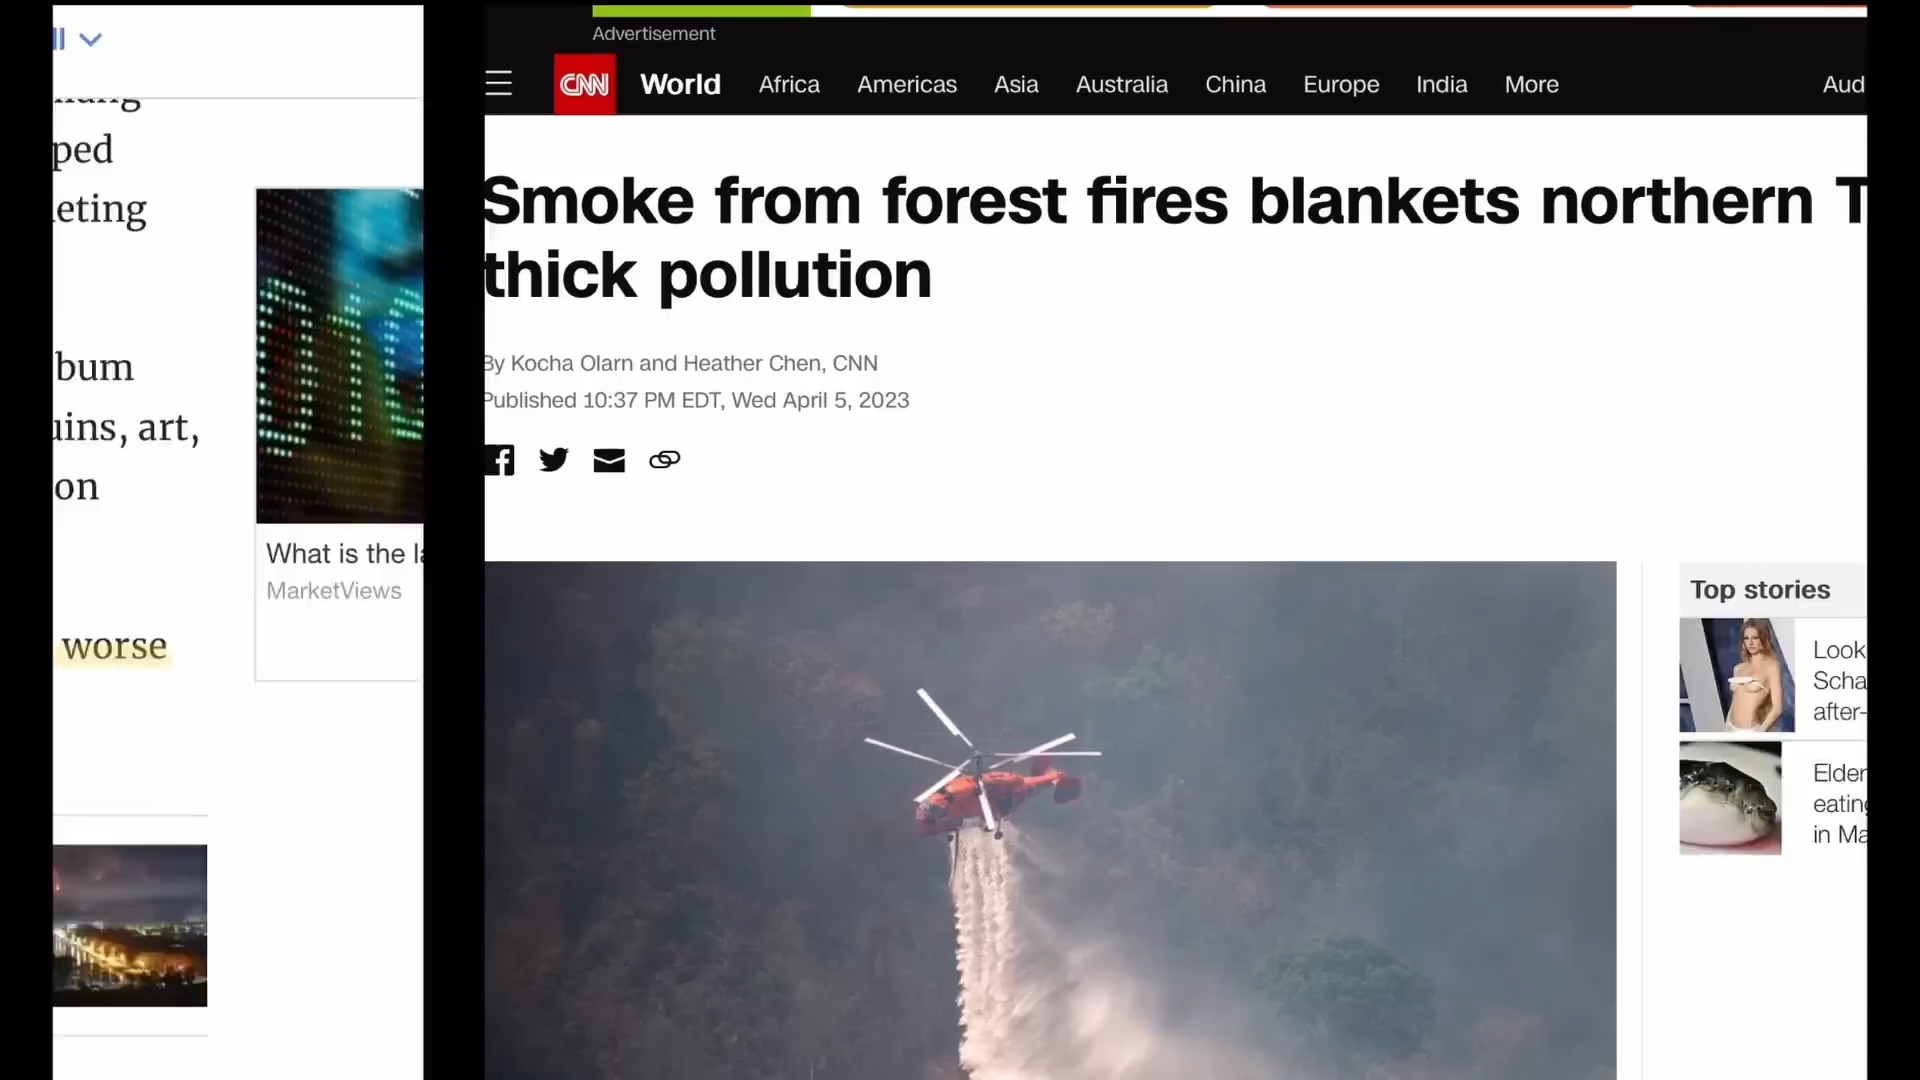 ped
eting
bum
uins, art,
on
worse
What is the
MarketViews
Advertisement
CNN World Africa Americas Asia Australia China Europe India More Aud
Smoke from forest fires blankets northern T
thick pollution
By Kocha Olarn and Heather Chen, CNN
Published 10:37 PM EDT, Wed April 5, 2023
Top stories
Look
Scha
after-
Elder
eating
in Ma